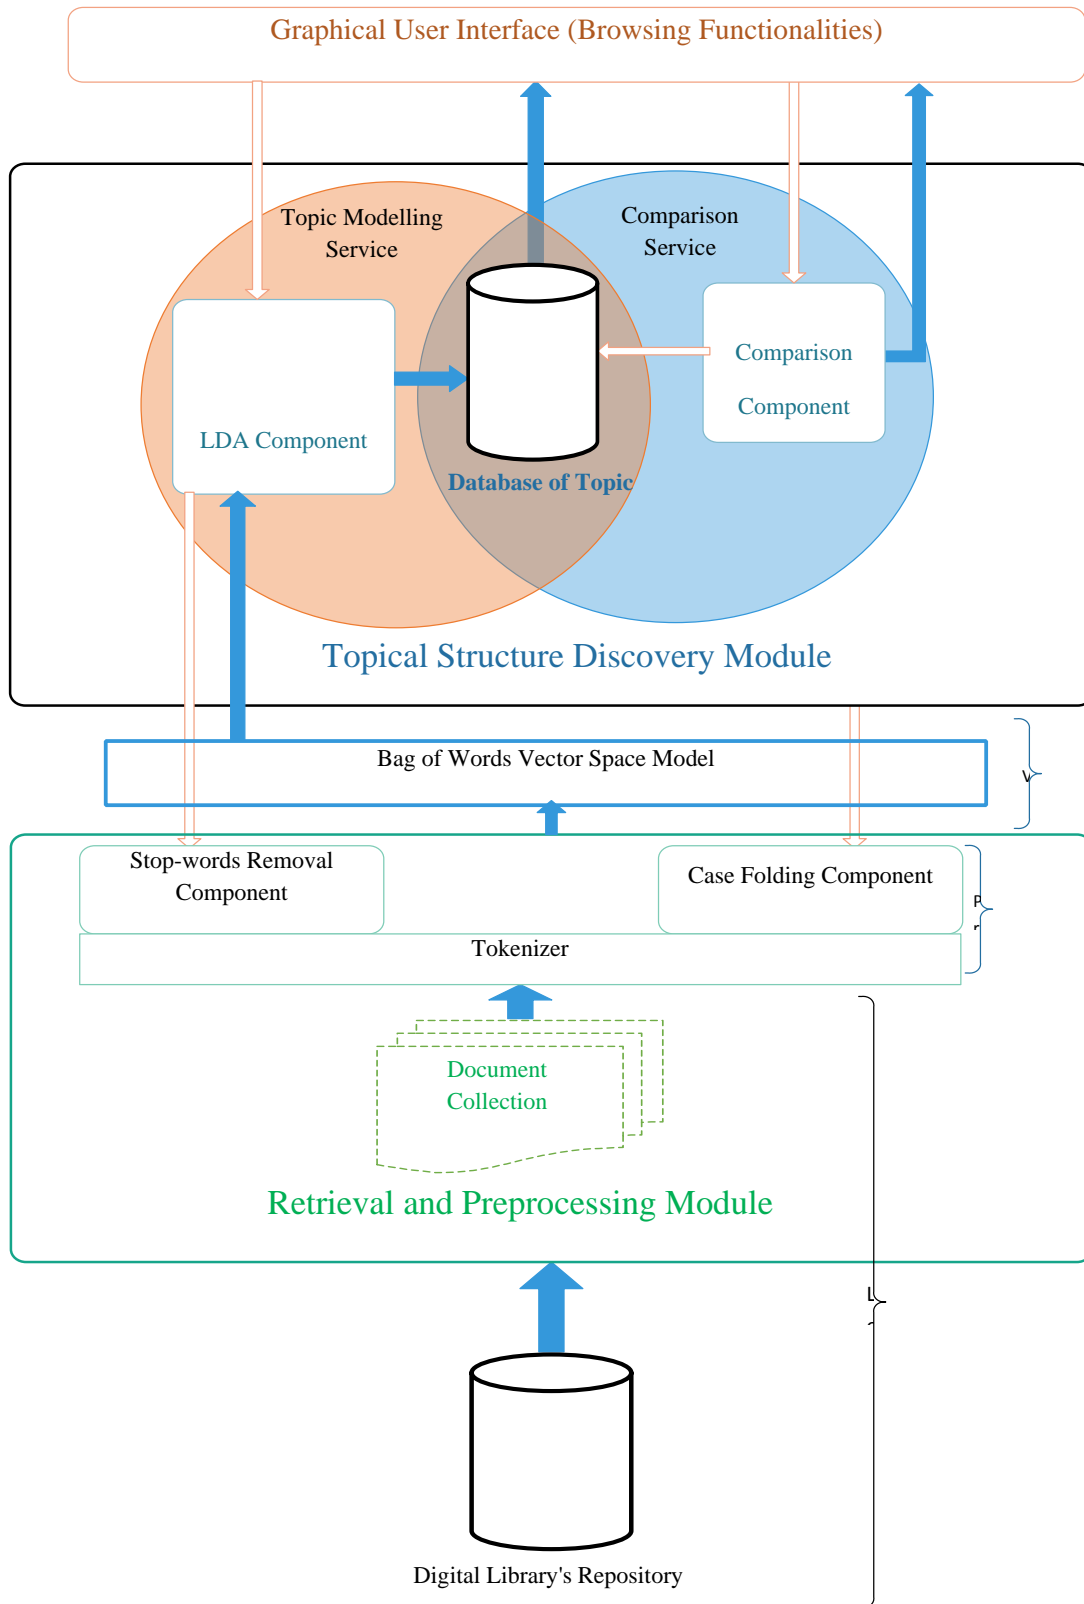 Graphical User Interface (Browsing Functionalities)
Topic Modelling
Service
Comparison
Service
Comparison
Component
LDA Component
Database of Topic
Topical Structure Discovery Module
Bag of Words Vector Space Model
V
Stop-words Removal
Component
Case Folding Component
P
Tokenizer
Document
Collection
Retrieval and Preprocessing Module
L
Digital Library's Repository